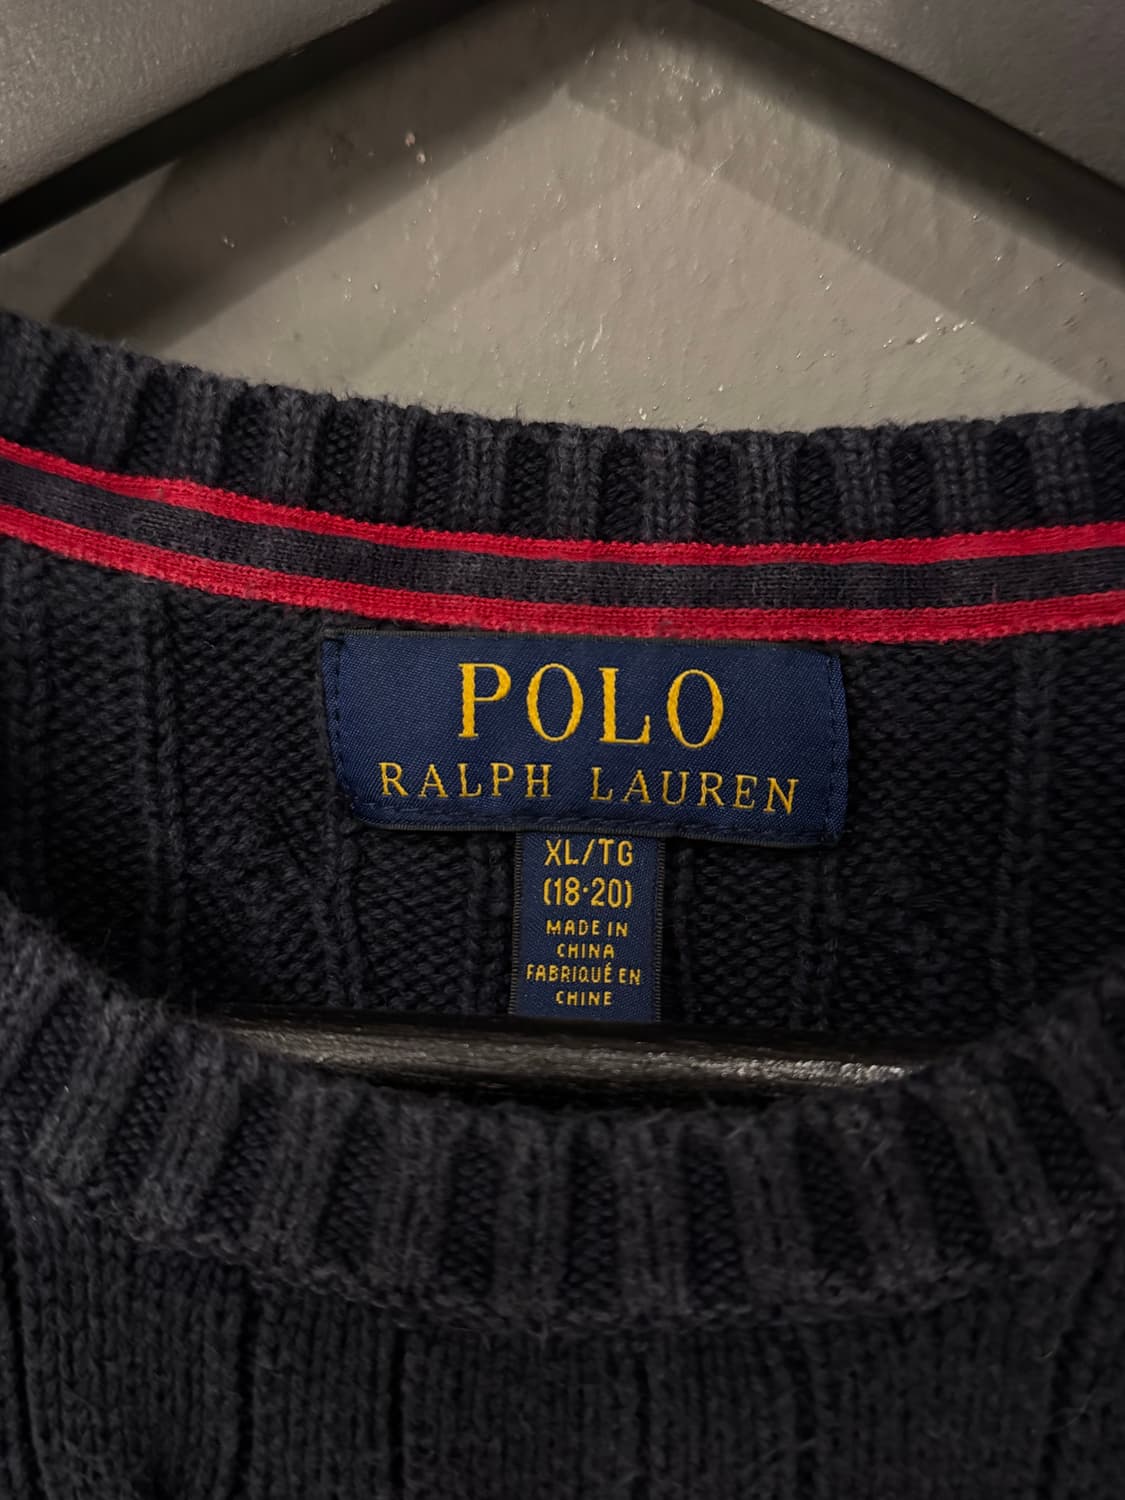 POLO
RALPH LAUREN
XL/TG
(18-20)
MADE IN
CHINA
FABRIQUÉ EN
CHINE